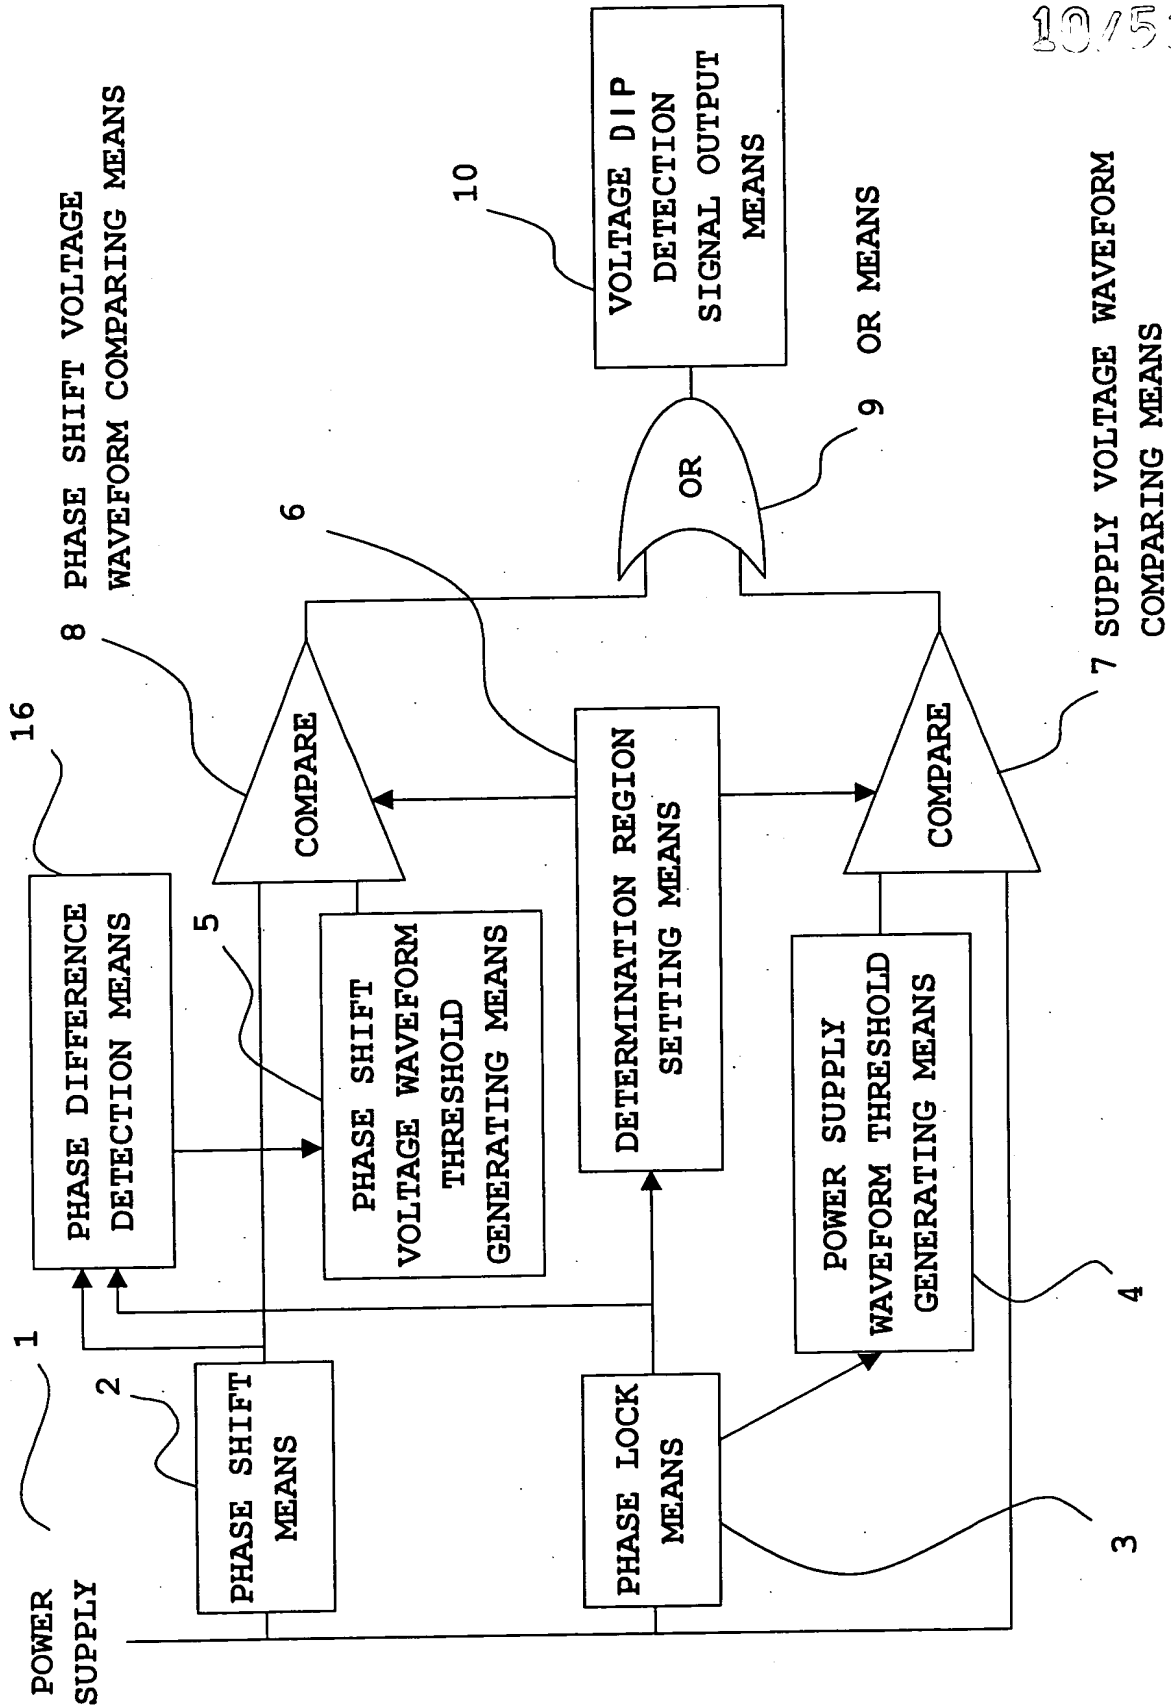 10/5
POWER
SUPPLY
1
2
PHASE SHIFT
MEANS
PHASE LOCK
MEANS
3
16
PHASE DIFFERENCE
DETECTION MEANS
5
PHASE SHIFT
VOLTAGE WAVEFORM
THRESHOLD
GENERATING MEANS
6
DETERMINATION REGION
SETTING MEANS
POWER SUPPLY
WAVEFORM THRESHOLD
GENERATING MEANS
4
8 PHASE SHIFT VOLTAGE
WAVEFORM COMPARING MEANS
COMPARE
COMPARE
7 SUPPLY VOLTAGE WAVEFORM
COMPARING MEANS
OR
9 OR MEANS
10
VOLTAGE DIP
DETECTION
SIGNAL OUTPUT
MEANS